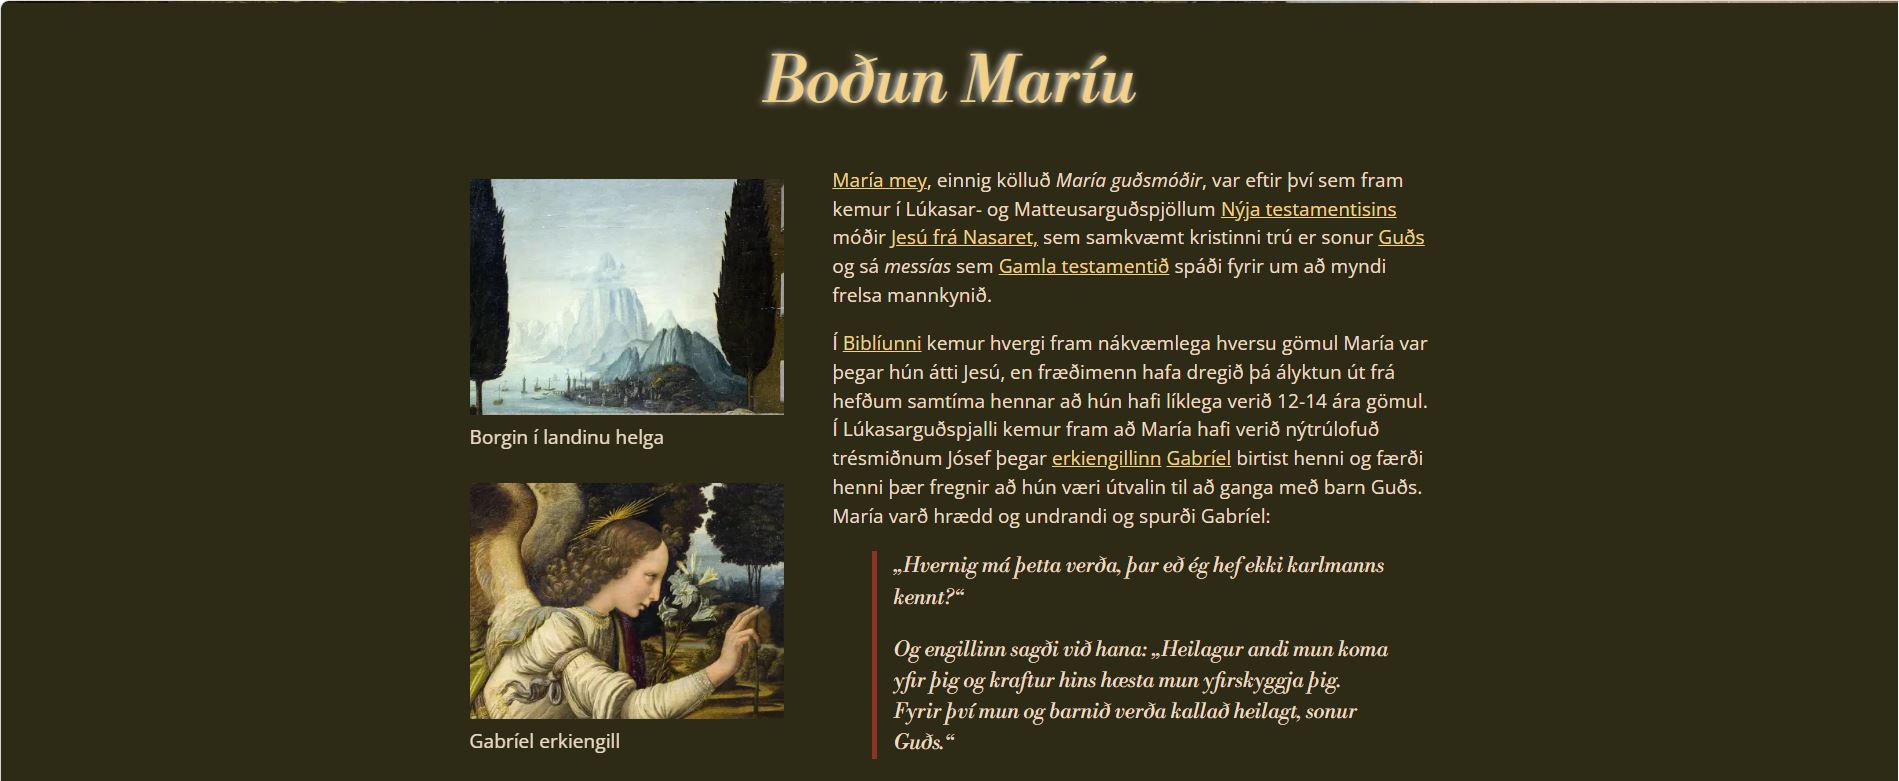 Boðun Maríu
Borgin í landinu helga
Gabríel erkiengill
María mey, einnig kölluð María guðsmóðir, var eftir því sem fram
kemur í Lúkasar- og Matteusarguðspjöllum Nýja testamentisins
móðir Jesú frá Nasaret, sem samkvæmt kristinni trú er sonur Guðs
og sá messías sem Gamla testamentið spáði fyrir um að myndi
frelsa mannkynið.
Í Biblíunni kemur hvergi fram nákvæmlega hversu gömul María var
þegar hún átti Jesú, en fræðimenn hafa dregið þá ályktun út frá
hefðum samtíma hennar að hún hafi líklega verið 12-14 ára gömul.
Í Lúkasarguðspjalli kemur fram að María hafi verið nýtrúlofuð
trésmiðnum Jósef þegar erkiengillinn Gabríel birtist henni og færði
henni þær fregnir að hún væri útvalin til að ganga með barn Guðs.
María varð hrædd og undrandi og spurði Gabríel:
„Hvernig má þetta verða, þar eð ég hef ekki karlmanns
kennt?“
Og engillinn sagði við hana: „Heilagur andi mun koma
yfir þig og kraftur hins hæsta mun yfirskyggja þig.
Fyrir því mun og barnið verða kallað heilagt, sonur
Guðs.“